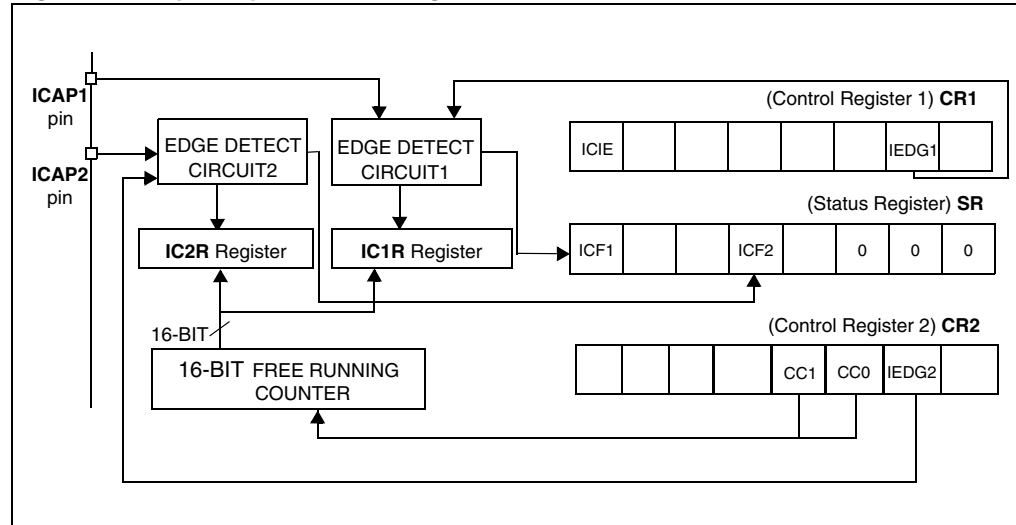 ICAP1
pin
ICAP2
pin
EDGE DETECT
CIRCUIT2
EDGE DETECT
CIRCUIT1
IC2R Register
IC1R Register
16-BIT
16-BIT FREE RUNNING
COUNTER
(Control Register 1) CR1
ICIE IEDG1
(Status Register) SR
ICF1 ICF2 0 0 0
(Control Register 2) CR2
CC1 CC0 IEDG2